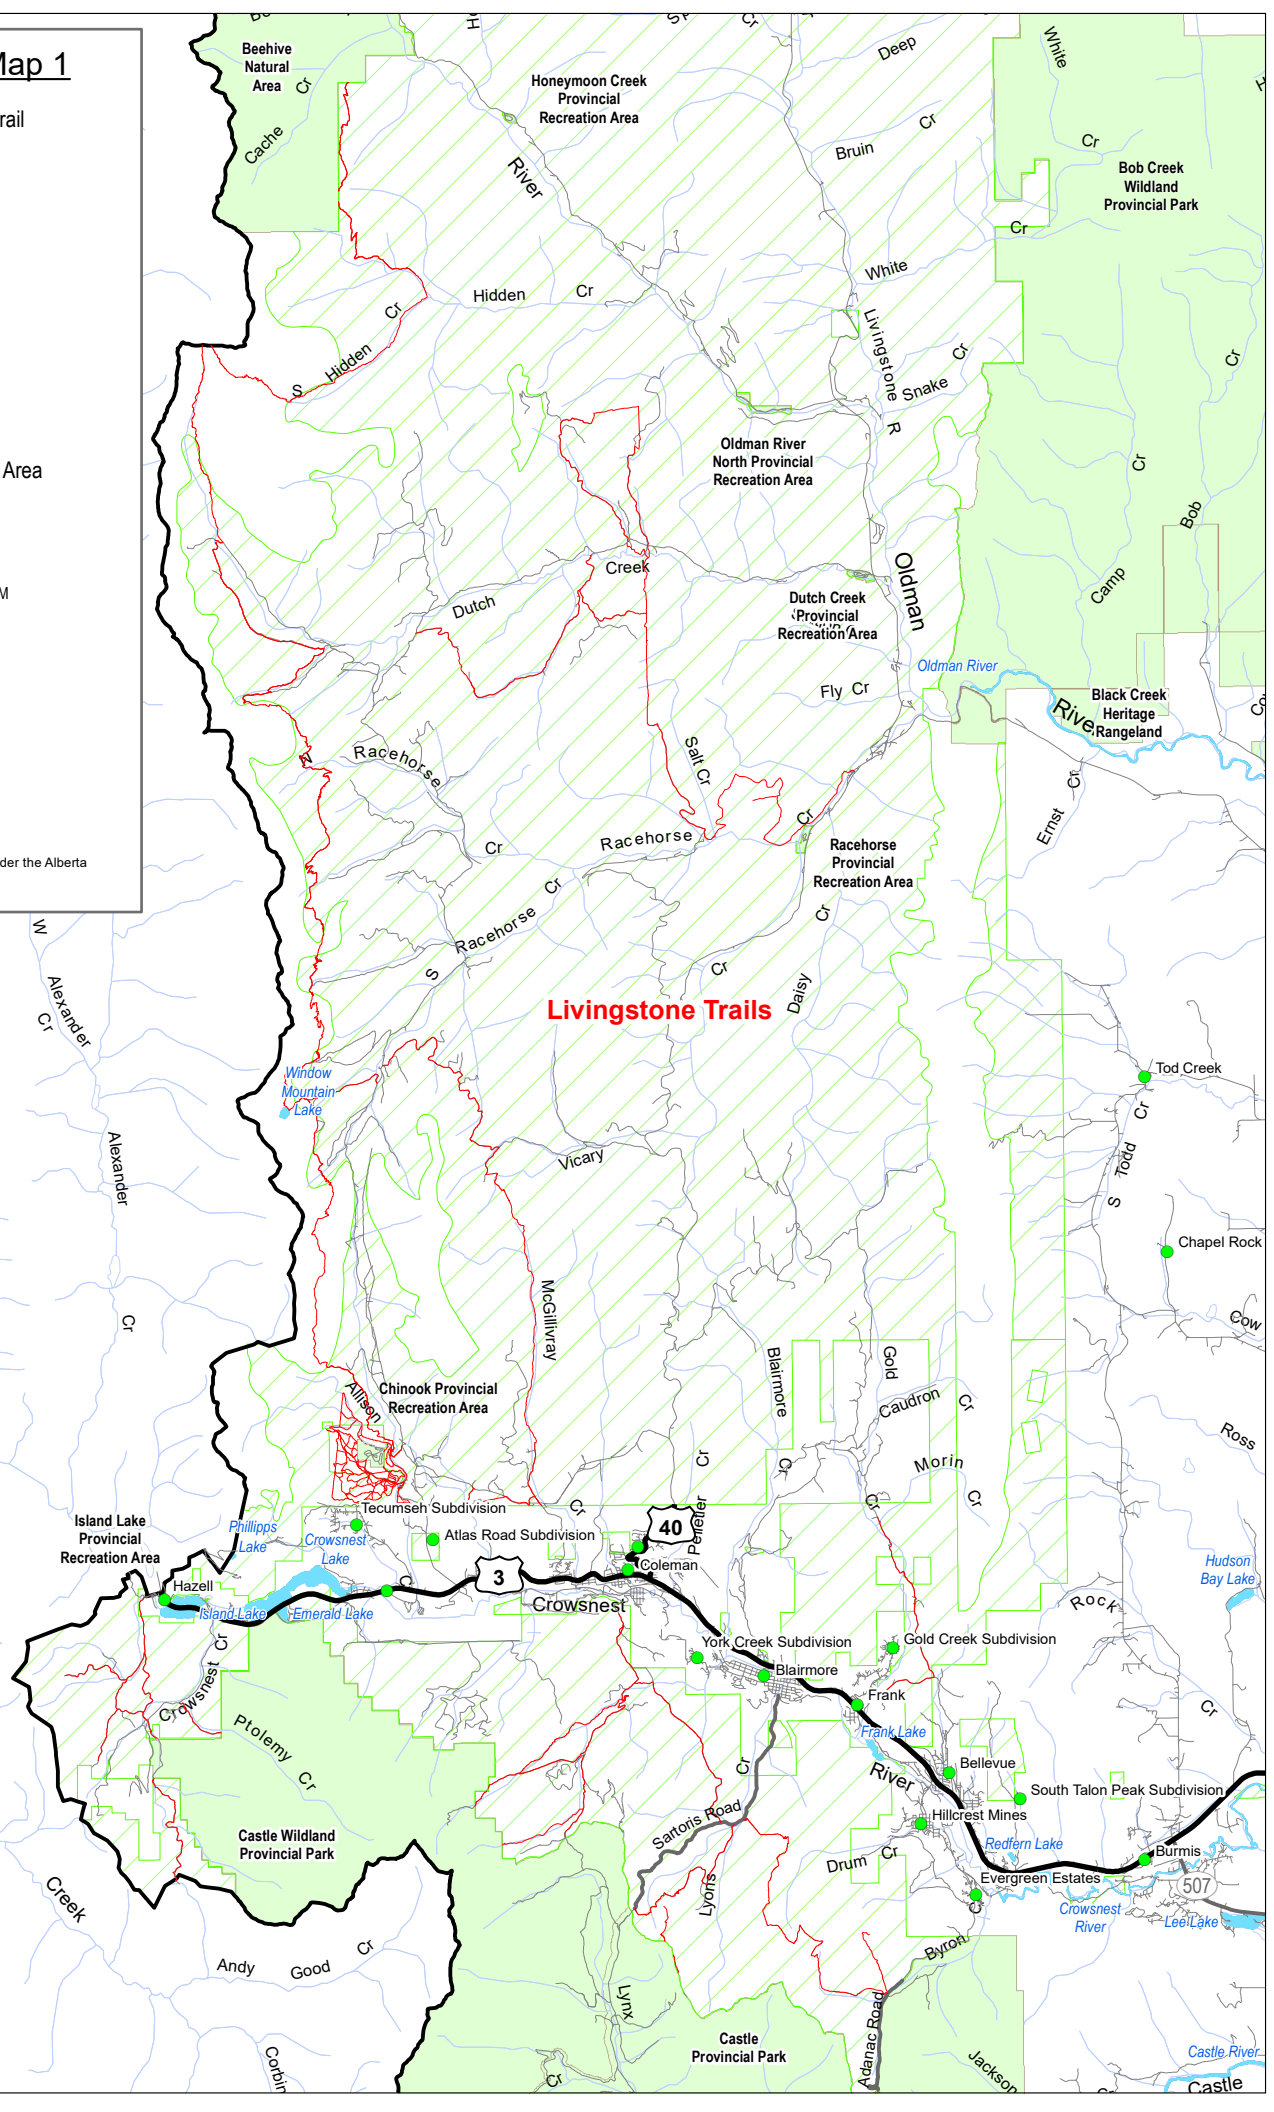 Map 1
rail
Area
M
der the Alberta
Beehive
Natural
Area
Cr
Cache
Honeymoon Creek
Provincial
Recreation Area
River
Deep
Cr
Bruin
White
Cr
Bob Creek
Wildland
Provincial Park
Cr
White
Hidden
Cr
Cr
Hidden
S
Livingstone
R
Cr
Snake
Cr
Cr
Bob
Camp
Oldman River
North Provincial
Recreation Area
Creek
Dutch
Dutch Creek
Provincial
Recreation Area
Oldman
Oldman River
Fly Cr
Black Creek
Heritage
Rangeland
River
Racehorse
Salt Cr
Cr
Ernst
Cr
Racehorse
Cr
Racehorse
Provincial
Recreation Area
Cr
Racehorse
S
Cr
Cr
Daisy
W
Alexander
Cr
Livingstone Trails
Window
Mountain
Lake
Tod Creek
Cr
Todd
S
Alexander
Cr
Vicary
Chapel Rock
Cow
McGillivray
Blairmore
Gold
Caudron
Cr
Chinook Provincial
Recreation Area
Allison
Ross
Morin
Cr
Cr
Cr
Cr
Pelletier
Cr
Tecumseh Subdivision
Atlas Road Subdivision
40
Island Lake
Provincial
Recreation Area
Phillipps
Lake
Crowsnest
Lake
Coleman
3
Hazell
Island Lake
Emerald Lake
Crowsnest
Hudson
Bay Lake
Rock
Cr
York Creek Subdivision
Gold Creek Subdivision
Blairmore
Frank
Frank Lake
Cr
Crowsnest
Ptolemy
Cr
River
Bellevue
South Talon Peak Subdivision
Hillcrest Mines
Redfern Lake
Cr
Sartoris Road
Castle Wildland
Provincial Park
Drum
Cr
Burmis
Evergreen Estates
507
Lyons
Crowsnest
River
Lee Lake
Creek
Andy
Good
Cr
Byron
C
Lynx
Castle
Provincial Park
Adanac Road
Corbin
Cr
Jackson
Castle River
Castle